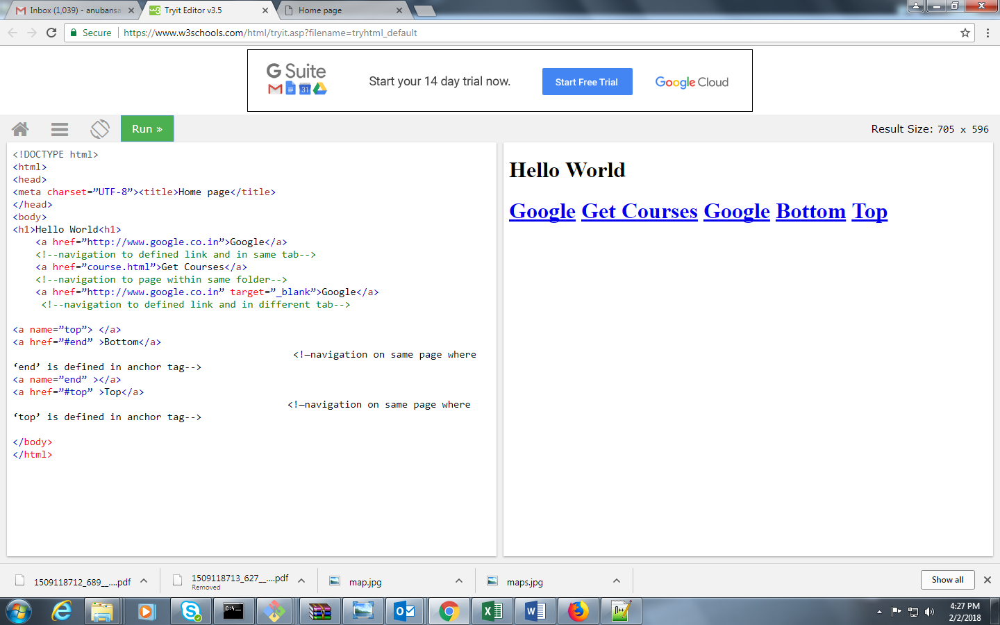 Inbox (1,039) - anubansa
Tryit Editor v3.5
Home page
Secure
https://www.w3schools.com/html/tryit.asp?filename=tryhtml_default
G Suite
31
Start your 14 day trial now.
Start Free Trial
Google Cloud
Run »
Result Size: 705 x 596
<!DOCTYPE html>
<html>
<head>
<meta charset=”UTF-8”><title>Home page</title>
</head>
<body>
<h1>Hello World<h1>
<a href=”http://www.google.co.in”>Google</a>
<!--navigation to defined link and in same tab-->
<a href=”course.html”>Get Courses</a>
<!--navigation to page within same folder-->
<a href=”http://www.google.co.in” target=”_blank”>Google</a>
<!--navigation to defined link and in different tab-->
<a name=”top”> </a>
<a href=”#end” >Bottom</a>
<!—navigation on same page where
‘end’ is defined in anchor tag-->
<a name=”end” ></a>
<a href=”#top” >Top</a>
<!—navigation on same page where
‘top’ is defined in anchor tag-->
</body>
</html>
Hello World
Google Get Courses Google Bottom Top
1509118712_689__....pdf
1509118713_627__....pdf
Removed
map.jpg
maps.jpg
Show all
4:27 PM
2/2/2018